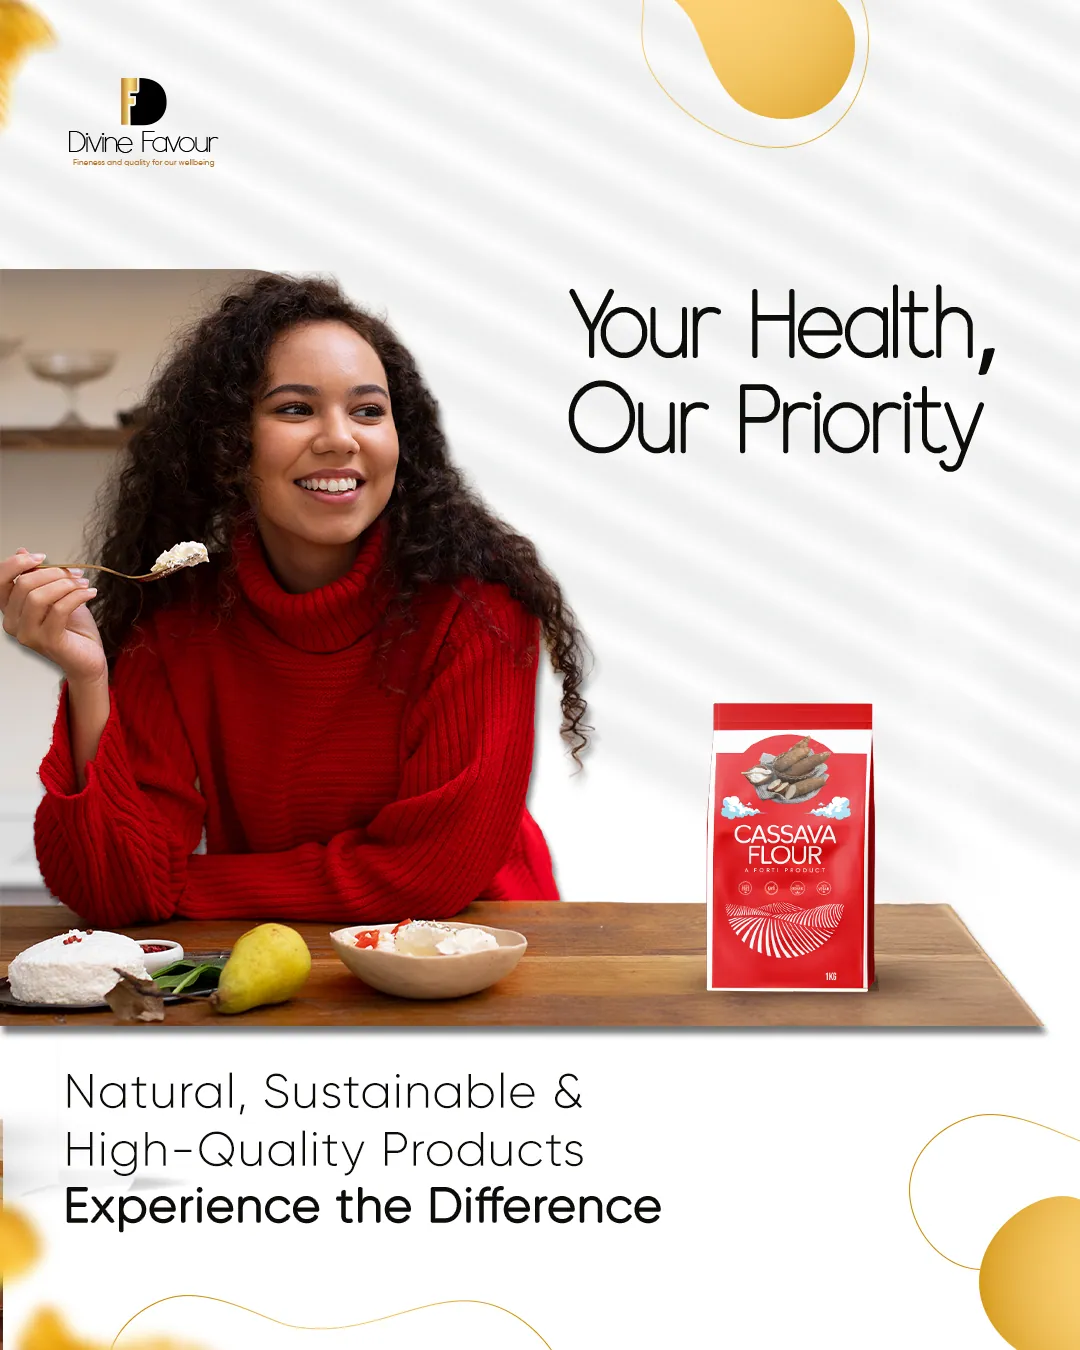 Divine Favour
Fineness and quality for our wellbeing
Your Health,
Our Priority
CASSAVA
FLOUR
A FORTI PRODUCT
1KG
Natural, Sustainable &
High-Quality Products
Experience the Difference